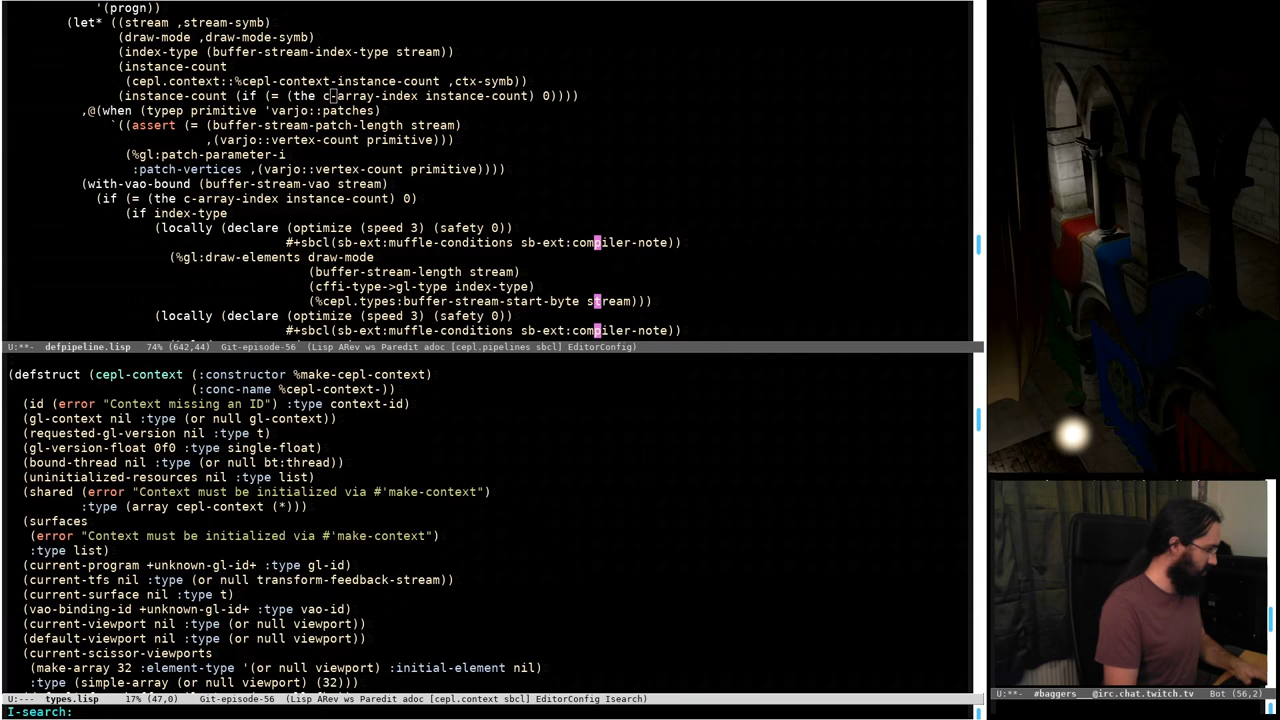 '(progn))
(let* ((stream ,stream-symb)
(draw-mode ,draw-mode-symb)
(index-type (buffer-stream-index-type stream))
(instance-count
(cepl.context::%cepl-context-instance-count ,ctx-symb))
(instance-count (if (= (the c-array-index instance-count) 0))))
,@(when (typep primitive 'varjo::patches)
`((assert (= (buffer-stream-patch-length stream)
,(varjo::vertex-count primitive)))
(%gl:patch-parameter-i
:patch-vertices ,(varjo::vertex-count primitive))))
(with-vao-bound (buffer-stream-vao stream)
(if (= (the c-array-index instance-count) 0)
(if index-type
(locally (declare (optimize (speed 3) (safety 0))
#+sbcl(sb-ext:muffle-conditions sb-ext:compiler-note))
(%gl:draw-elements draw-mode
(buffer-stream-length stream)
(cffi-type->gl-type index-type)
(%cepl.types:buffer-stream-start-byte stream)))
(locally (declare (optimize (speed 3) (safety 0))
#+sbcl(sb-ext:muffle-conditions sb-ext:compiler-note))
U:**-  defpipeline.lisp   74% (642,44)   Git-episode-56  (Lisp ARev ws Paredit adoc [cepl.pipelines sbcl] EditorConfig)
(defstruct (cepl-context (:constructor %make-cepl-context)
(:conc-name %cepl-context-))
(id (error "Context missing an ID") :type context-id)
(gl-context nil :type (or null gl-context))
(requested-gl-version nil :type t)
(gl-version-float 0f0 :type single-float)
(bound-thread nil :type (or null bt:thread))
(uninitialized-resources nil :type list)
(shared (error "Context must be initialized via #'make-context")
:type (array cepl-context (*)))
(surfaces
(error "Context must be initialized via #'make-context")
:type list)
(current-program +unknown-gl-id+ :type gl-id)
(current-tfs nil :type (or null transform-feedback-stream))
(current-surface nil :type t)
(vao-binding-id +unknown-gl-id+ :type vao-id)
(current-viewport nil :type (or null viewport))
(default-viewport nil :type (or null viewport))
(current-scissor-viewports
(make-array 32 :element-type '(or null viewport) :initial-element nil)
:type (simple-array (or null viewport) (32)))
U:---  types.lisp     17% (47,0)    Git-episode-56  (Lisp ARev ws Paredit adoc [cepl.context sbcl] EditorConfig Isearch)
U:**-  #baggers___@irc.chat.twitch.tv   Bot (56,2)
I-search: